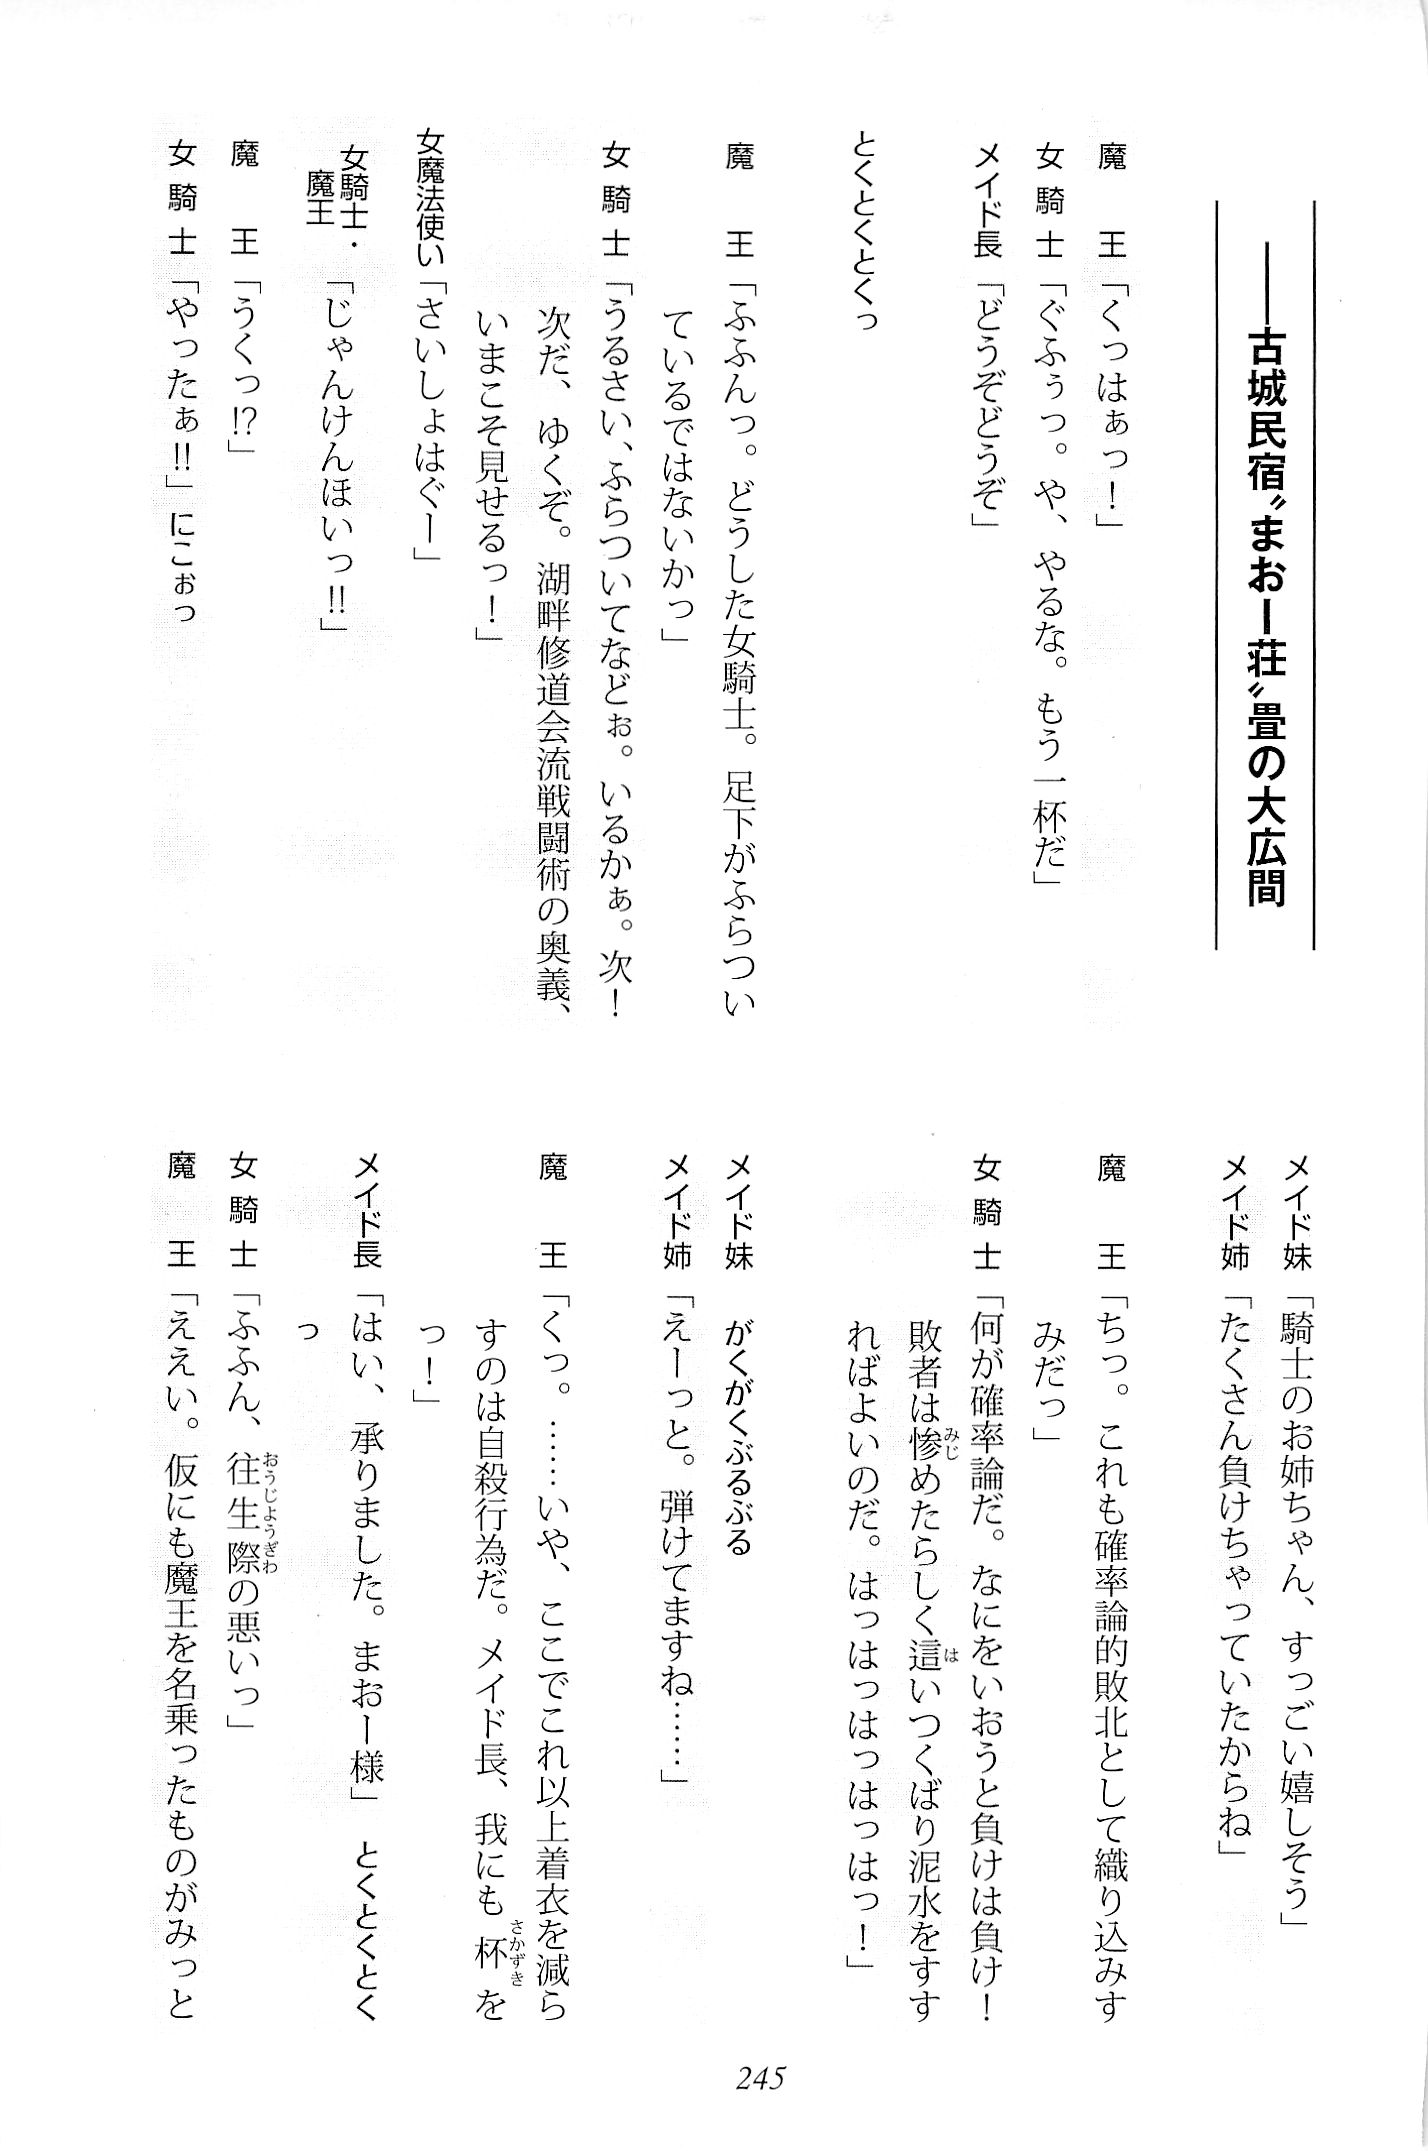 ――古城民宿〝まおー荘〟畳の大広間
魔　王「くっはぁっ！」
女騎士「ぐふぅっ。や、やるな。もう一杯だ」
メイド長「どうぞどうぞ」
とくとくとくっ
魔　王「ふふんっ。どうした女騎士。足下がふらつい
ているではないかっ」
女騎士「うるさい、ふらついてなどぉ。いるかぁ。次！
次だ、ゆくぞ。湖畔修道会流戦闘術の奥義、
いまこそ見せるっ！」
女魔法使い「さいしょはぐー」
女騎士・魔王「じゃんけんほいっ!!」
魔　王「うくっ!?」
女騎士「やったぁ!!」にこぉっ
メイド妹「騎士のお姉ちゃん、すっごい嬉しそう」
メイド姉「たくさん負けちゃっていたからね」
魔　王「ちっ。これも確率論的敗北として織り込みす
みだっ」
女騎士「何が確率論だ。なにをいおうと負けは負け！
敗者は惨めたらしく這いつくばり泥水をすす
ればよいのだ。はっはっはっはっはっ！」
メイド妹　がくがくぶるぶる
メイド姉「えーっと。弾けてますね……」
魔　王「くっ。……いや、ここでこれ以上着衣を減ら
すのは自殺行為だ。メイド長、我にも杯を
っ！」
メイド長「はい、承りました。まおー様」　とくとくとく
っ
女騎士「ふふん、往生際の悪いっ」
魔　王「ええい。仮にも魔王を名乗ったものがみっと
245